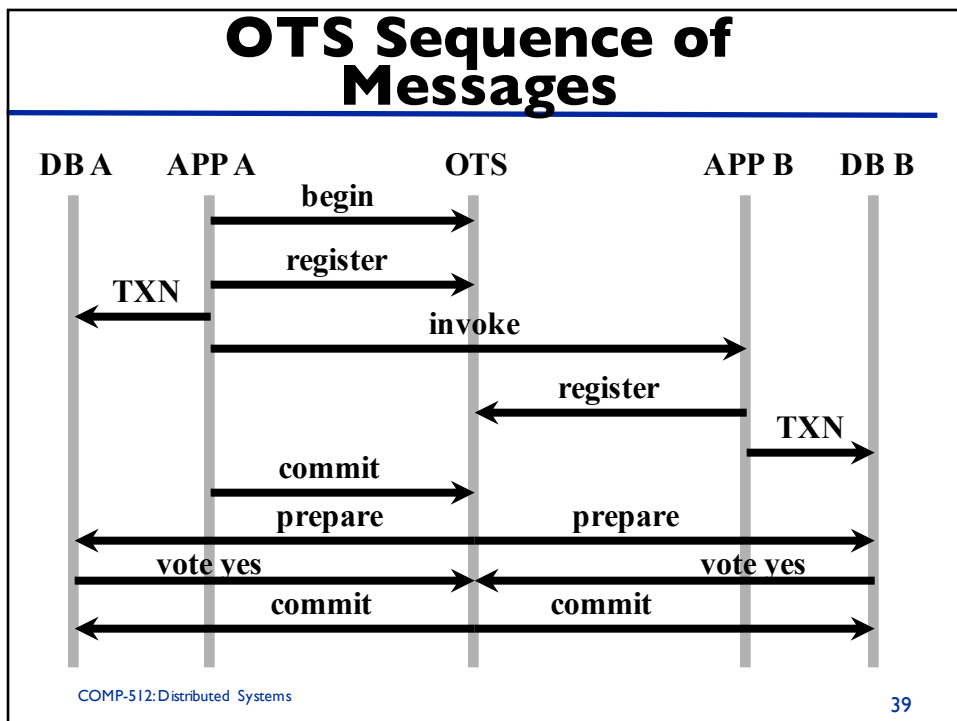 OTS Sequence of
Messages
DB A APP A OTS APP B DB B
begin
register
TXN
invoke
register
TXN
commit
prepare prepare
vote yes vote yes
commit commit
COMP-512: Distributed Systems 39